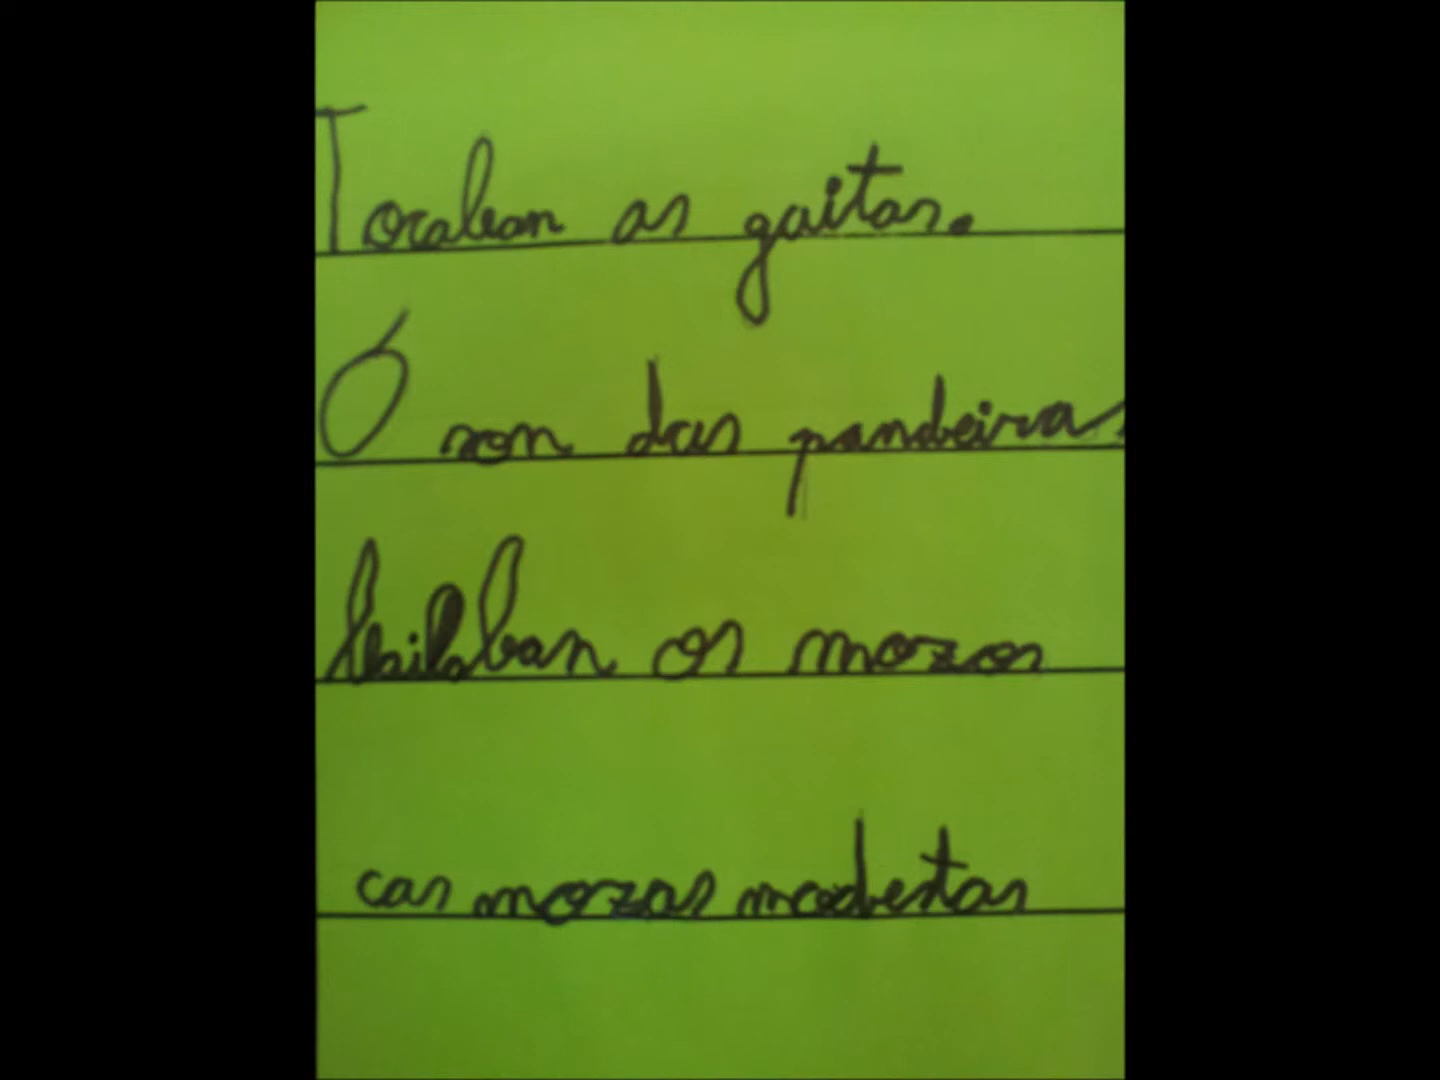 Tocaban as gaitas.
Ó son das pandeiras
bailaban os mozos
cas mozas modestas